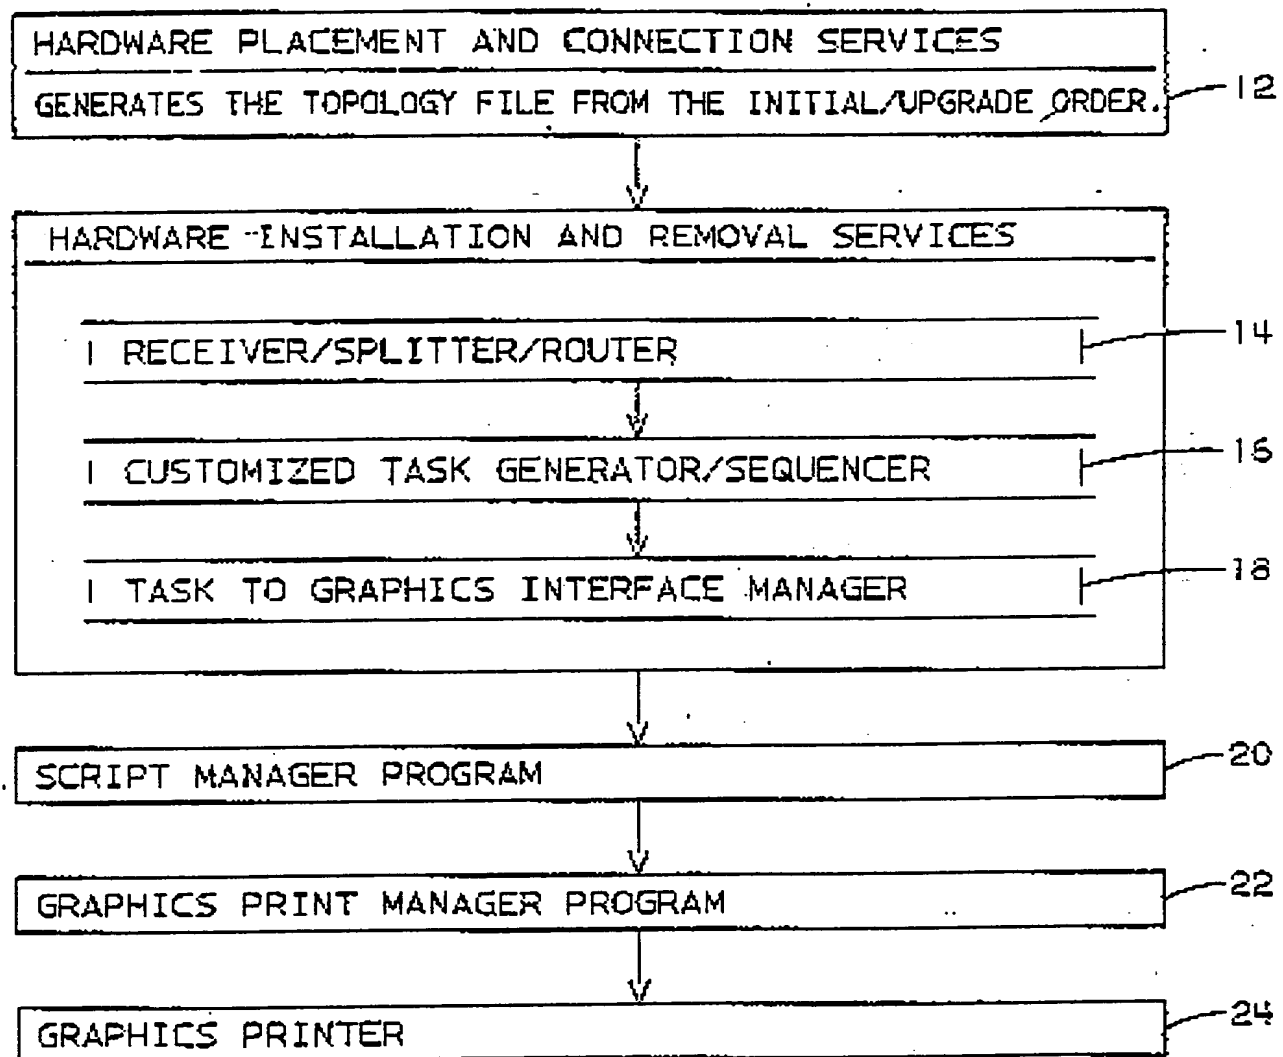 HARDWARE PLACEMENT AND CONNECTION SERVICES
GENERATES THE TOPOLOGY FILE FROM THE INITIAL/UPGRADE ORDER.
12
HARDWARE INSTALLATION AND REMOVAL SERVICES
RECEIVER/SPLITTER/ROUTER
14
CUSTOMIZED TASK GENERATOR/SEQUENCER
16
TASK TO GRAPHICS INTERFACE MANAGER
18
SCRIPT MANAGER PROGRAM
20
GRAPHICS PRINT MANAGER PROGRAM
22
GRAPHICS PRINTER
24